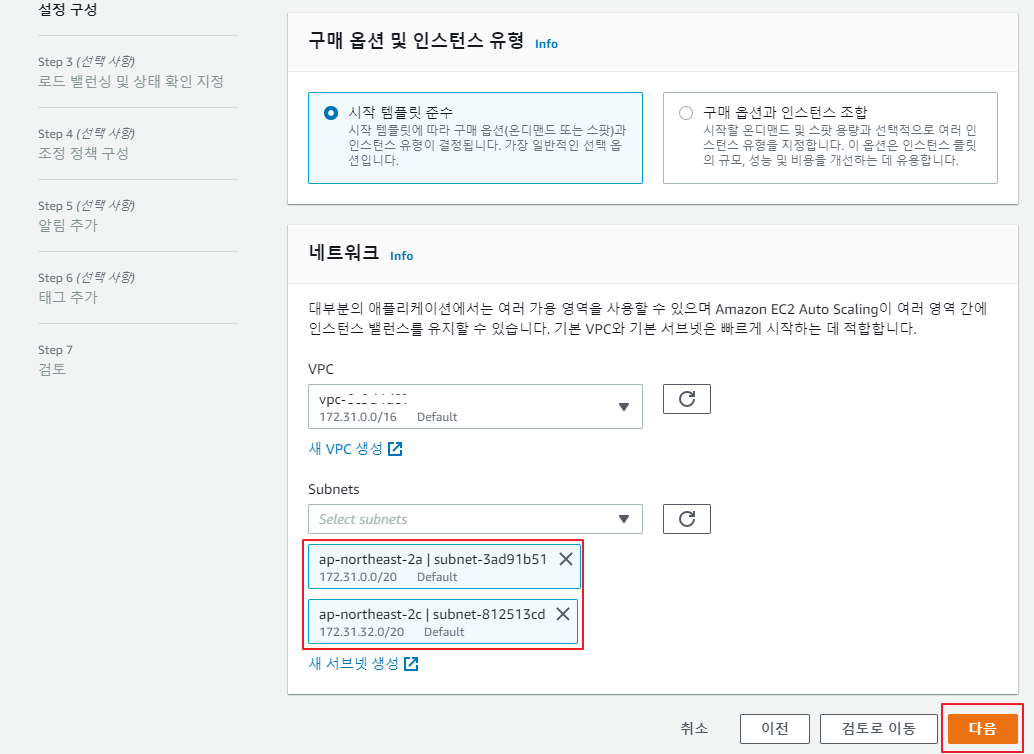 설정 구성
Step 3 (선택 사항)
로드 밸런싱 및 상태 확인 지정
Step 4 (선택 사항)
조정 정책 구성
Step 5 (선택 사항)
알림 추가
Step 6 (선택 사항)
태그 추가
Step 7
검토
구매 옵션 및 인스턴스 유형 Info
시작 템플릿 준수
시작 템플릿에 따라 구매 옵션(온디맨드 또는 스팟)과
인스턴스 유형이 결정됩니다. 가장 일반적인 선택 옵
션입니다.
구매 옵션과 인스턴스 조합
시작할 온디맨드 및 스팟 용량과 선택적으로 여러 인
스턴스 유형을 지정합니다. 이 옵션은 인스턴스 플릿
의 규모, 성능 및 비용을 개선하는 데 유용합니다.
네트워크 Info
대부분의 애플리케이션에서는 여러 가용 영역을 사용할 수 있으며 Amazon EC2 Auto Scaling이 여러 영역 간에
인스턴스 밸런스를 유지할 수 있습니다. 기본 VPC와 기본 서브넷은 빠르게 시작하는 데 적합합니다.
VPC
vpc-
172.31.0.0/16 Default
새 VPC 생성
Subnets
Select subnets
ap-northeast-2a | subnet-3ad91b51
172.31.0.0/20 Default
ap-northeast-2c | subnet-812513cd
172.31.32.0/20 Default
새 서브넷 생성
취소
이전
검토로 이동
다음